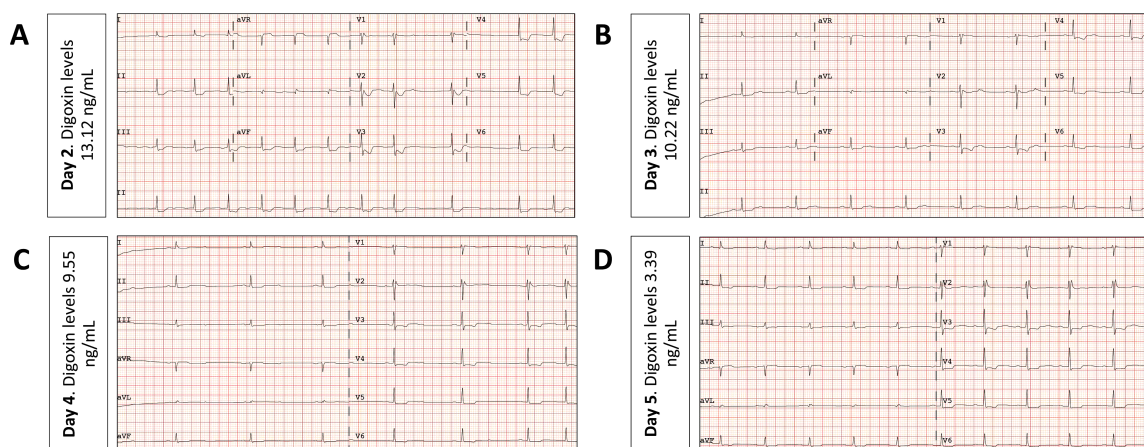 A
Day 2. Digoxin levels
13.12 ng/mL
I
aVR
V1
V4
II
aVL
V2
V5
III
aVF
V3
V6
II
B
Day 3. Digoxin levels
10.22 ng/mL
I
aVR
V1
V4
II
aVL
V2
V5
III
aVF
V3
V6
II
C
Day 4. Digoxin levels 9.55
ng/mL
I
V1
II
V2
III
V3
aVR
V4
aVL
V5
aVF
V6
D
Day 5. Digoxin levels 3.39
ng/mL
I
V1
II
V2
III
V3
aVR
V4
aVL
V5
aVF
V6